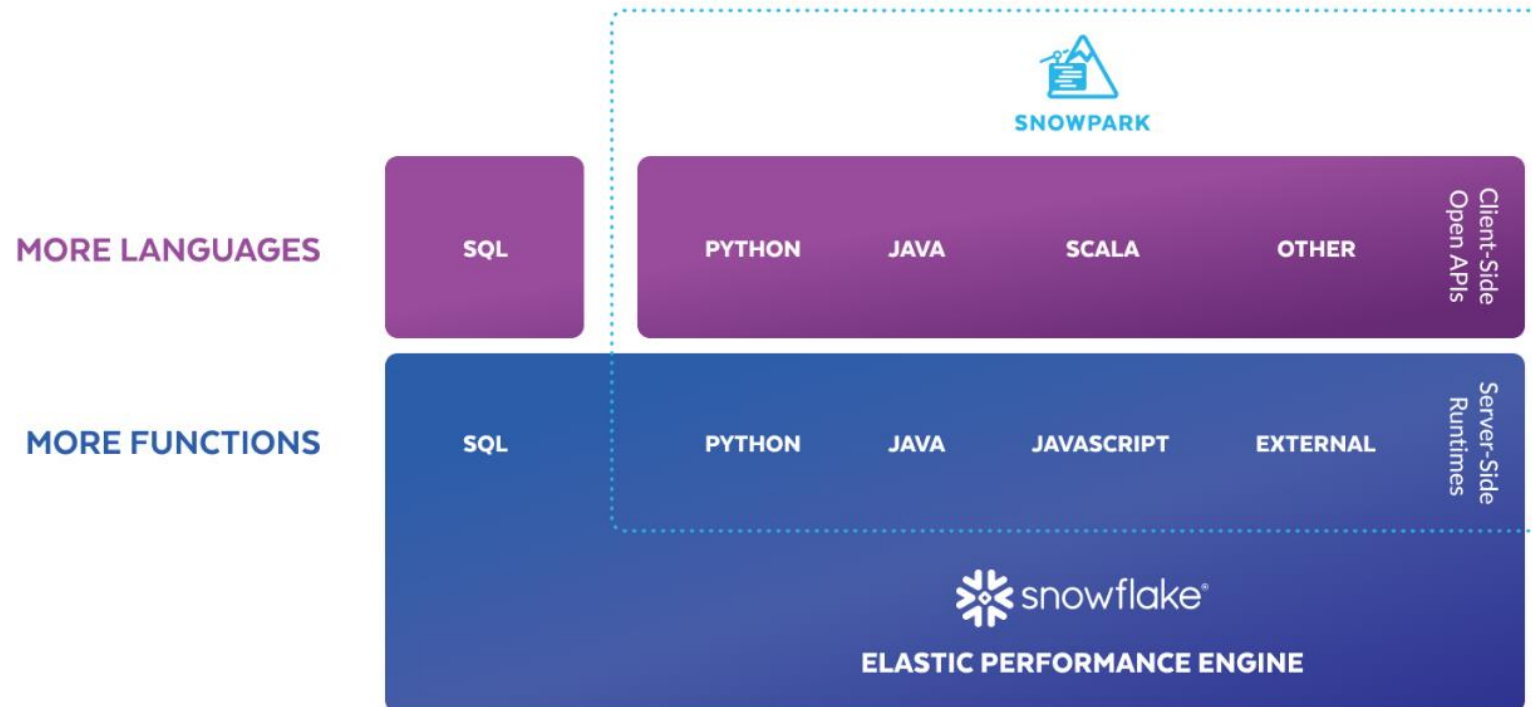 SNOWPARK
MORE LANGUAGES
SQL
PYTHON JAVA SCALA OTHER
Client-Side
Open APIs
MORE FUNCTIONS
SQL
PYTHON JAVA JAVASCRIPT EXTERNAL
Server-Side
Runtimes
snowflake®
ELASTIC PERFORMANCE ENGINE